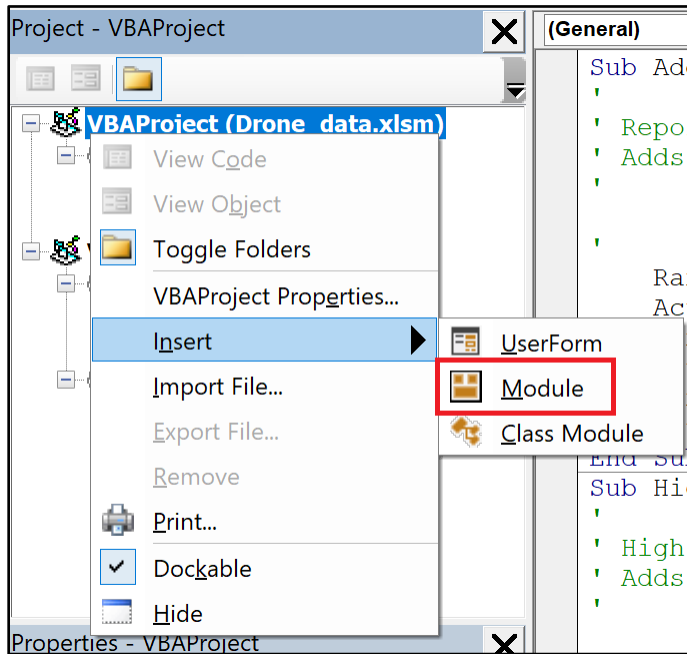 Project - VBAProject
(General)
VBAProject (Drone_data.xlsm)
View Code
View Object
Toggle Folders
VBAProject Properties...
Insert
Import File...
Export File...
Remove
Print...
Dockable
Hide
UserForm
Module
Class Module
Properties - VBAProject
Sub Ad
'
' Repo
' Adds
'
'
Ac
End Su
Sub Hi
'
' High
' Adds
'